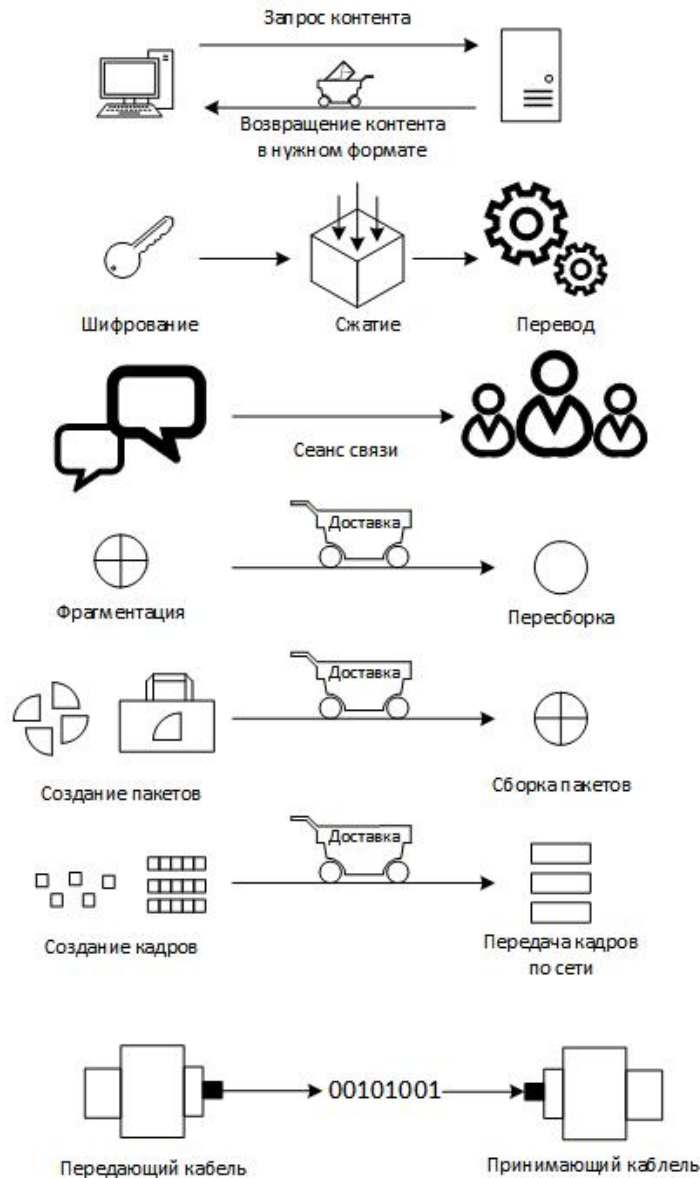 Запрос контента
Возвращение контента
в нужном формате
Шифрование
Сжатие
Перевод
Сеанс связи
Доставка
Фрагментация
Пересборка
Доставка
Создание пакетов
Сборка пакетов
Доставка
Создание кадров
Передача кадров
по сети
00101001
Передающий кабель
Принимающий каблель